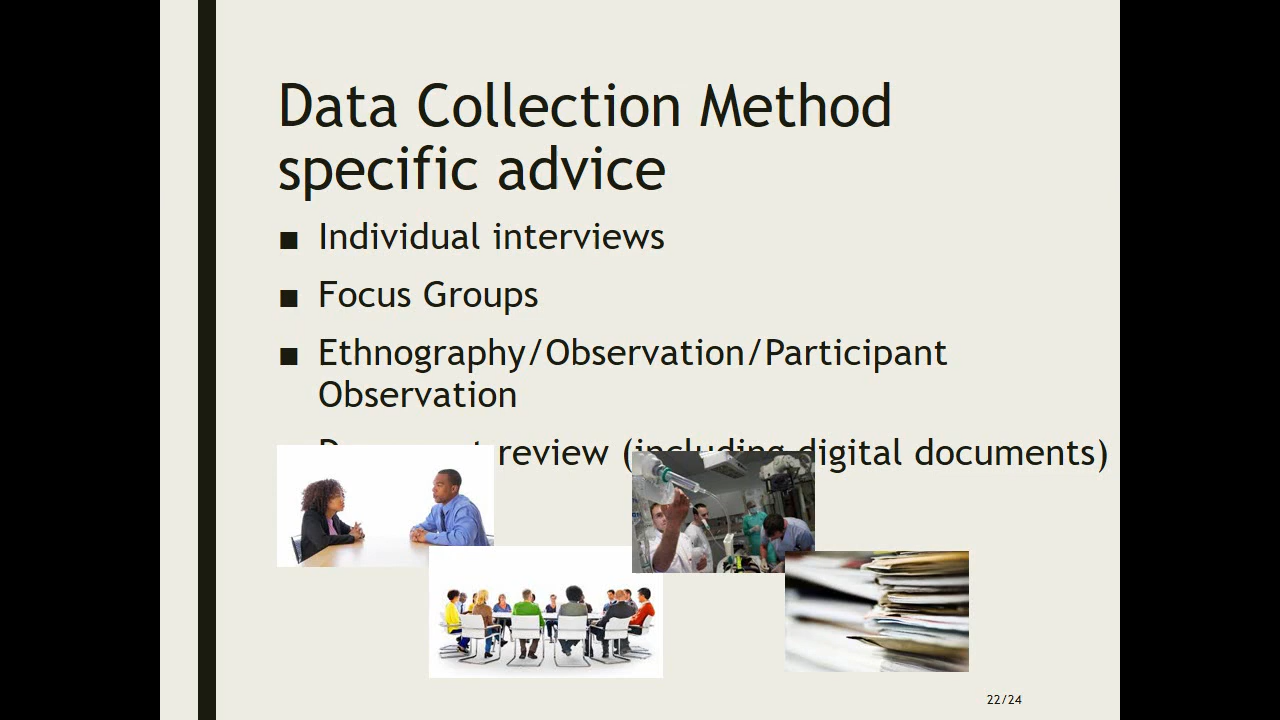 Data Collection Method
specific advice
■ Individual interviews
■ Focus Groups
■ Ethnography/Observation/Participant
Observation
review (including digital documents)
22/24